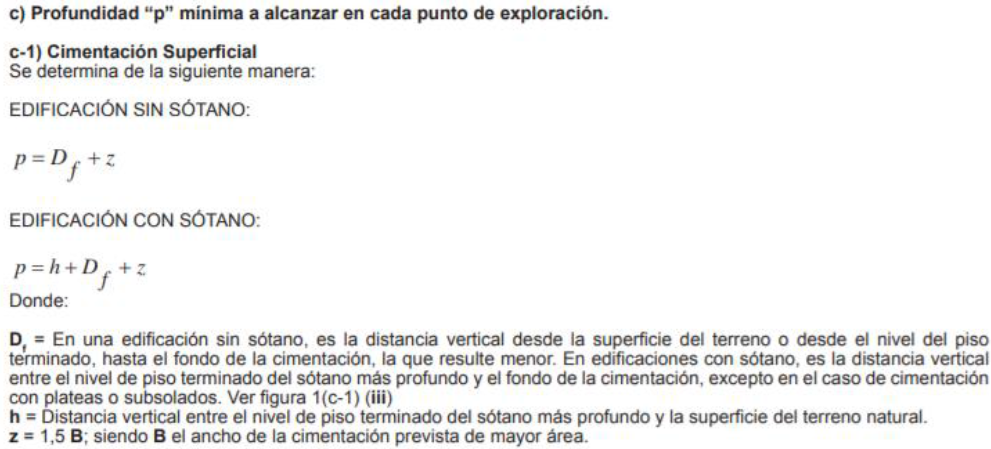 c) Profundidad “p” mínima a alcanzar en cada punto de exploración.
c-1) Cimentación Superficial
Se determina de la siguiente manera:
EDIFICACIÓN SIN SÓTANO:
p = D_f + z
EDIFICACIÓN CON SÓTANO:
p = h + D_f + z
Donde:
D_f = En una edificación sin sótano, es la distancia vertical desde la superficie del terreno o desde el nivel del piso
terminado, hasta el fondo de la cimentación, la que resulte menor. En edificaciones con sótano, es la distancia vertical
entre el nivel de piso terminado del sótano más profundo y el fondo de la cimentación, excepto en el caso de cimentación
con plateas o subsolados. Ver figura 1(c-1) (iii)
h = Distancia vertical entre el nivel de piso terminado del sótano más profundo y la superficie del terreno natural.
z = 1,5 B; siendo B el ancho de la cimentación prevista de mayor área.